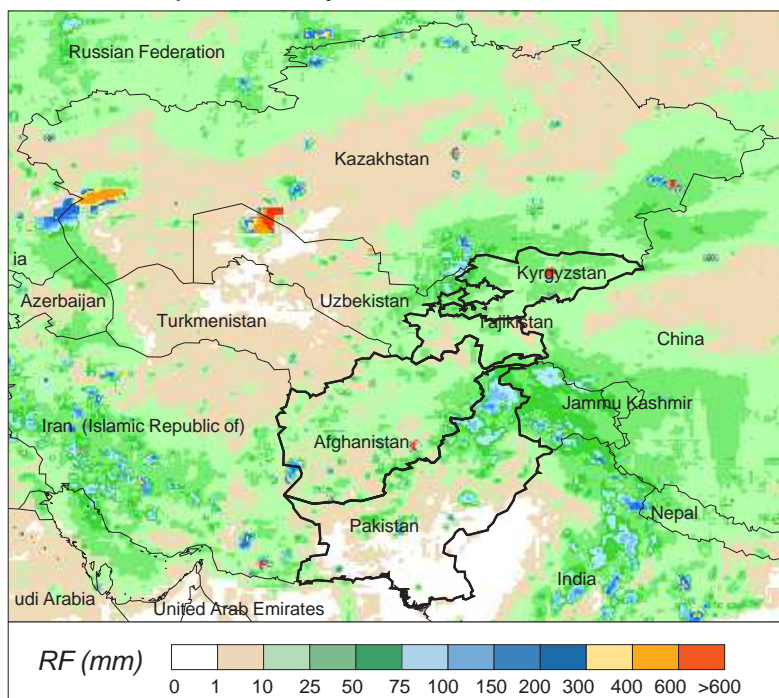 Russian Federation
Kazakhstan
ia
Kyrgyzstan
Azerbaijan
Uzbekistan
Turkmenistan
Tajikistan
China
Jammu Kashmir
Iran (Islamic Republic of)
Afghanistan
Nepal
Pakistan
India
udi Arabia
United Arab Emirates
RF (mm)
0 1 10 25 50 75 100 150 200 300 400 600 >600